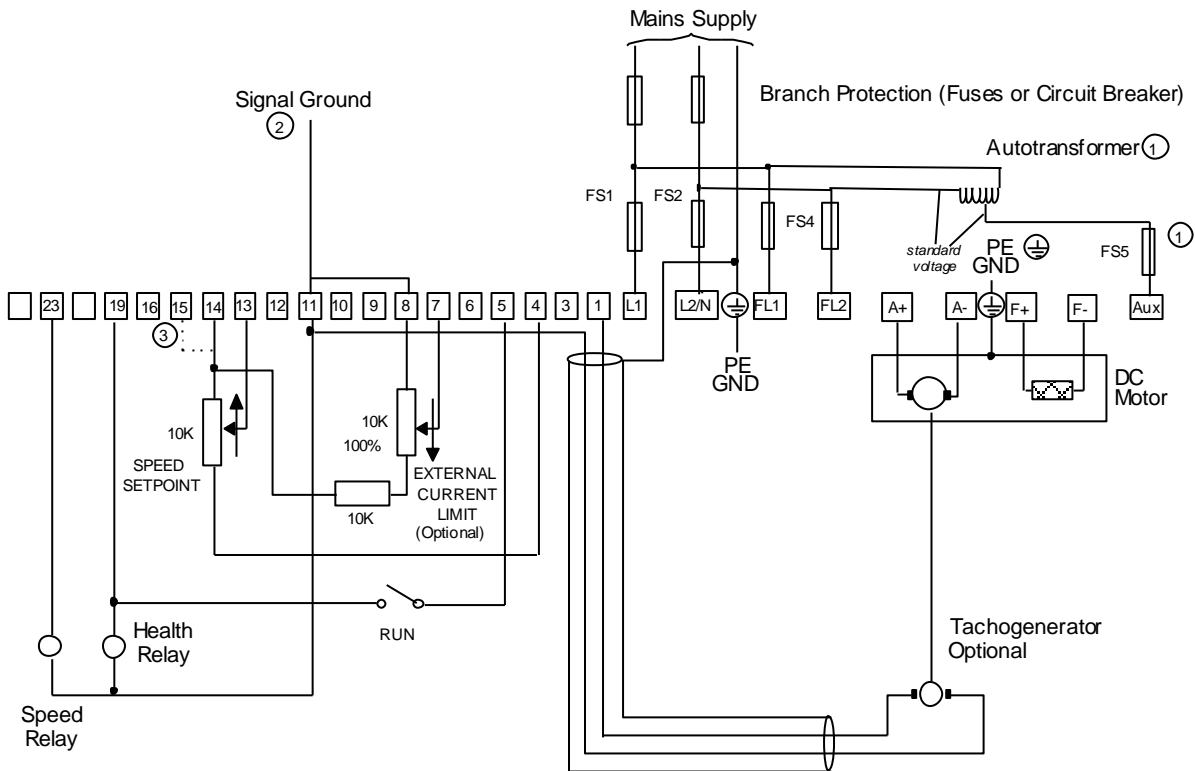 Mains Supply
Signal Ground
2
Branch Protection (Fuses or Circuit Breaker)
Autotransformer 1
FS1
FS2
FS4
standard
voltage
PE
GND
FS5
1
23
19
16
15
14
13
12
11
10
9
8
7
6
5
4
3
1
L1
L2/N
FL1
FL2
A+
A-
F+
F-
Aux
3
PE
GND
DC
Motor
10K
SPEED
SETPOINT
10K
100%
10K
EXTERNAL
CURRENT
LIMIT
(Optional)
RUN
Health
Relay
Speed
Relay
Tachogenerator
Optional